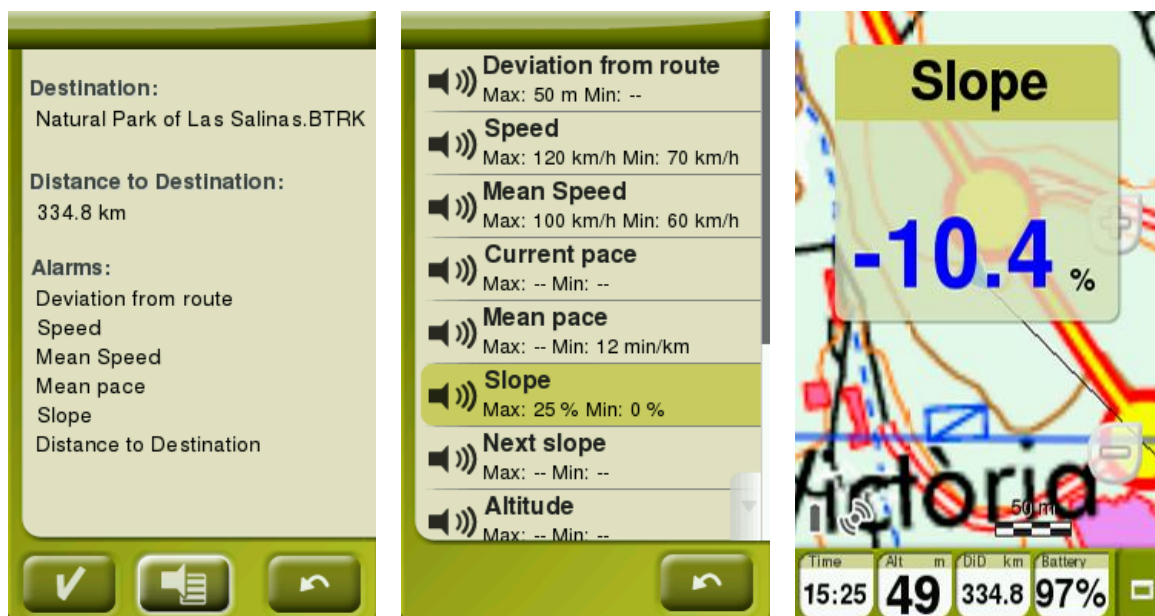 Destination:
Natural Park of Las Salinas.BTRK
Distance to Destination:
334.8 km
Alarms:
Deviation from route
Speed
Mean Speed
Mean pace
Slope
Distance to Destination
Deviation from route
Max: 50 m Min: --
Speed
Max: 120 km/h Min: 70 km/h
Mean Speed
Max: 100 km/h Min: 60 km/h
Current pace
Max: -- Min: --
Mean pace
Max: -- Min: 12 min/km
Slope
Max: 25 % Min: 0 %
Next slope
Max: -- Min: --
Altitude
Max: -- Min: --
Slope
-10.4 %
Victòria
50 m
Time
15:25
Alt m
49
DiD km
334.8
Battery
97%